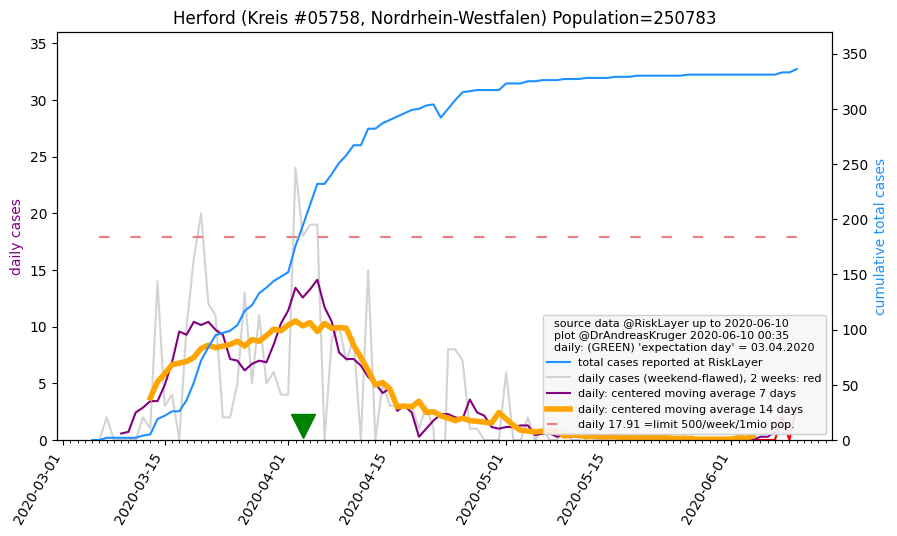 Herford (Kreis #05758, Nordrhein-Westfalen) Population=250783
35
30
25
20
15
10
5
0
daily cases
350
300
250
200
150
100
50
0
cumulative total cases
source data @RiskLayer up to 2020-06-10
plot @DrAndreasKruger 2020-06-10 00:35
daily: (GREEN) 'expectation day' = 03.04.2020
total cases reported at RiskLayer
daily cases (weekend-flawed), 2 weeks: red
daily: centered moving average 7 days
daily: centered moving average 14 days
daily 17.91 =limit 500/week/1mio pop.
2020-03-01
2020-03-15
2020-04-01
2020-04-15
2020-05-01
2020-05-15
2020-06-01